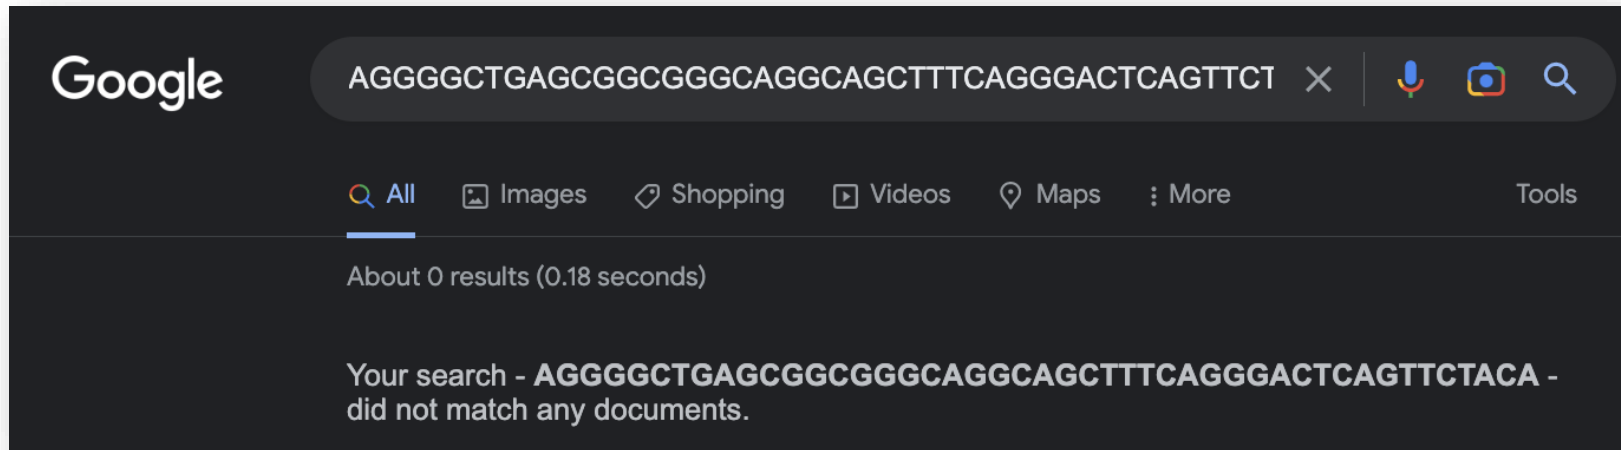 Google
AGGGGCTGAGCGGCGGGCAGGCAGCTTTCAGGGACTCAGTTCT
All Images Shopping Videos Maps More Tools
About 0 results (0.18 seconds)
Your search - AGGGGCTGAGCGGCGGGCAGGCAGCTTTCAGGGACTCAGTTCTACA -
did not match any documents.